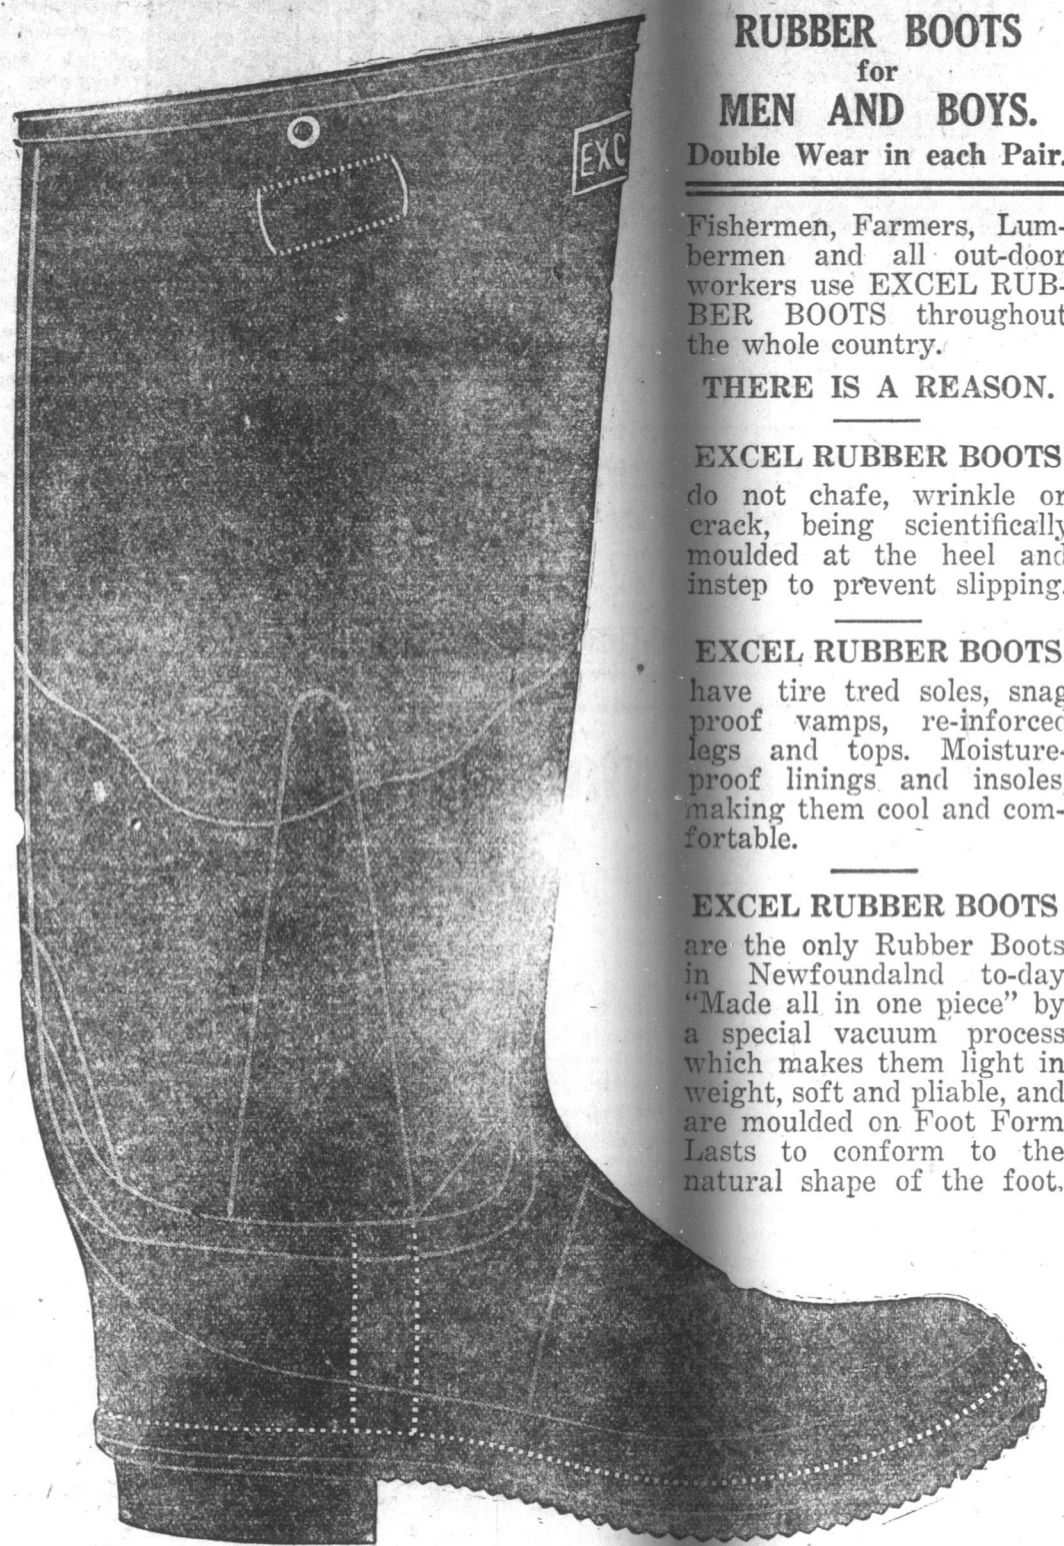 RUBBER BOOTS
for
MEN AND BOYS.
Double Wear in each Pair.
EXC
Fishermen, Farmers, Lum-
bermen and all out-door
workers use EXCEL RUB-
BER BOOTS throughout
the whole country.
THERE IS A REASON.
EXCEL RUBBER BOOTS
do not chafe, wrinkle or
crack, being scientifically
moulded at the heel and
instep to prevent slipping.
EXCEL RUBBER BOOTS
have tire tred soles, snag
proof vamps, re-inforced
legs and tops. Moisture-
proof linings and insoles
making them cool and com-
fortable.
EXCEL RUBBER BOOTS
are the only Rubber Boots
in Newfoundalnd to-day
“Made all in one piece” by
a special vacuum process
which makes them light in
weight, soft and pliable, and
are moulded on Foot Form
Lasts to conform to the
natural shape of the foot.